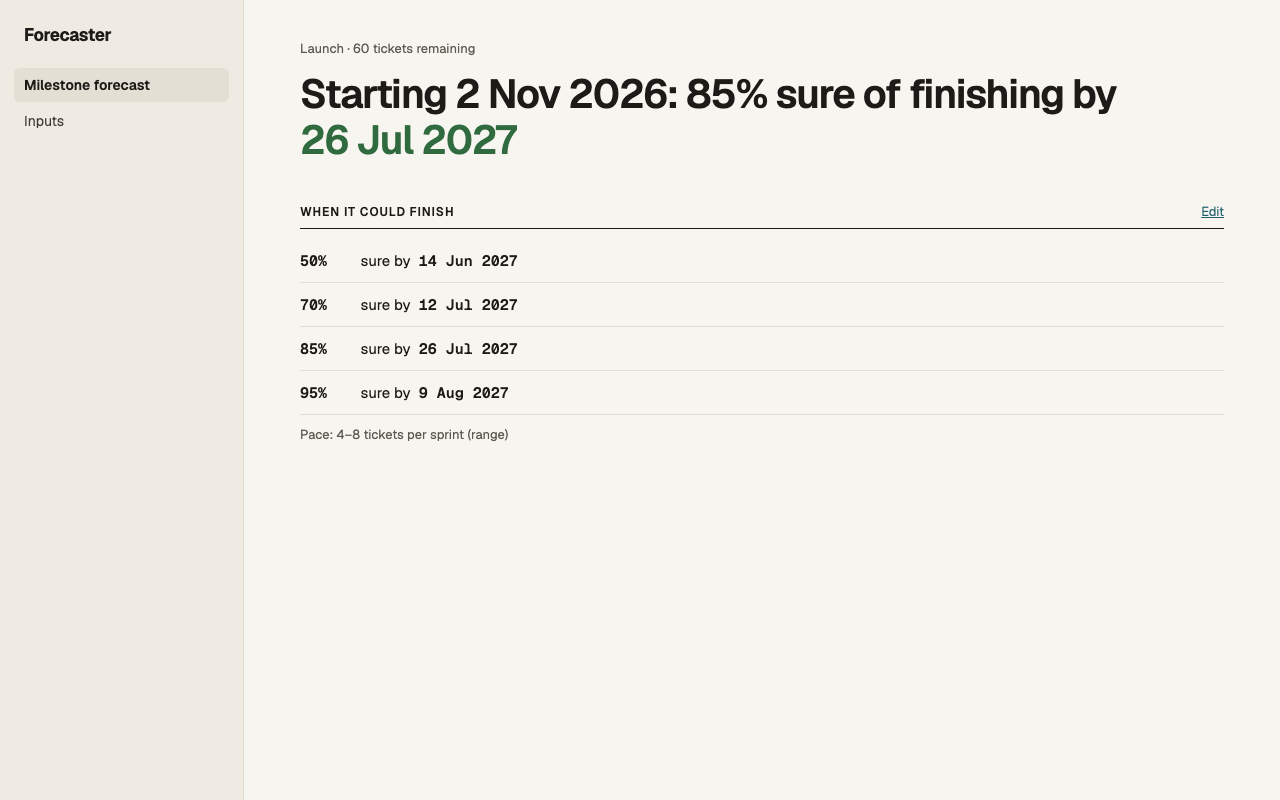 Forecaster
Milestone forecast
Inputs
Launch · 60 tickets remaining
Starting 2 Nov 2026: 85% sure of finishing by
26 Jul 2027
WHEN IT COULD FINISH Edit
50% sure by 14 Jun 2027
70% sure by 12 Jul 2027
85% sure by 26 Jul 2027
95% sure by 9 Aug 2027
Pace: 4–8 tickets per sprint (range)